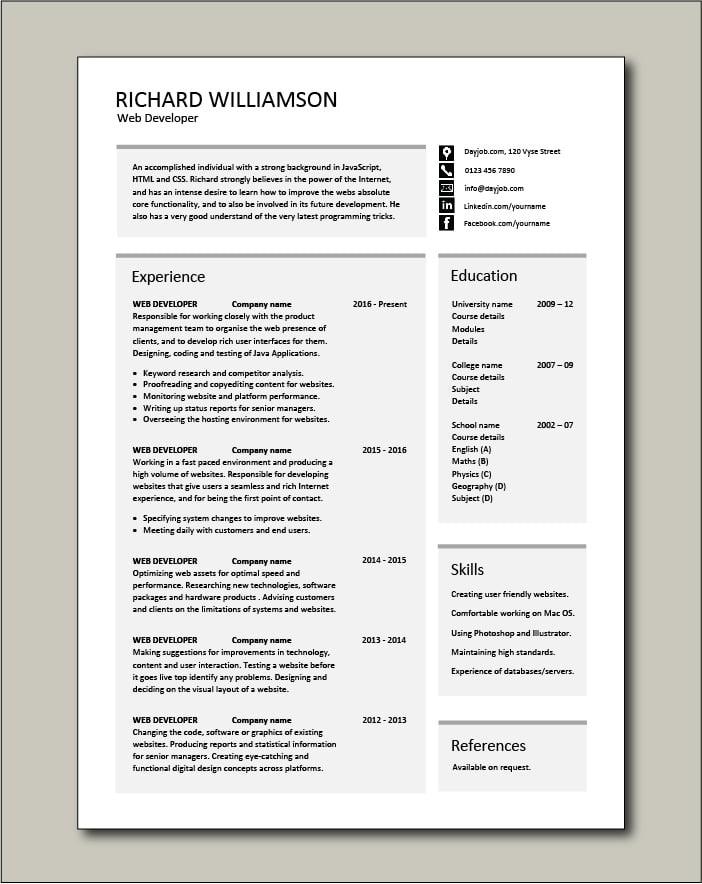 RICHARD WILLIAMSON
Web Developer
An accomplished individual with a strong background in JavaScript,
HTML and CSS. Richard strongly believes in the power of the Internet,
and has an intense desire to learn how to improve the webs absolute
core functionality, and to also be involved in its future development. He
also has a very good understand of the very latest programming tricks.
Dayjob.com, 120 Vyse Street
0123 456 7890
info@dayjob.com
in Linkedin.com/yourname
f Facebook.com/yourname
Experience
WEB DEVELOPER Company name 2016 - Present
Responsible for working closely with the product
management team to organise the web presence of
clients, and to develop rich user interfaces for them.
Designing, coding and testing of Java Applications.
• Keyword research and competitor analysis.
• Proofreading and copyediting content for websites.
• Monitoring website and platform performance.
• Writing up status reports for senior managers.
• Overseeing the hosting environment for websites.
WEB DEVELOPER Company name 2015 - 2016
Working in a fast paced environment and producing a
high volume of websites. Responsible for developing
websites that give users a seamless and rich Internet
experience, and for being the first point of contact.
• Specifying system changes to improve websites.
• Meeting daily with customers and end users.
WEB DEVELOPER Company name 2014 - 2015
Optimizing web assets for optimal speed and
performance. Researching new technologies, software
packages and hardware products . Advising customers
and clients on the limitations of systems and websites.
WEB DEVELOPER Company name 2013 - 2014
Making suggestions for improvements in technology,
content and user interaction. Testing a website before
it goes live top identify any problems. Designing and
deciding on the visual layout of a website.
WEB DEVELOPER Company name 2012 - 2013
Changing the code, software or graphics of existing
websites. Producing reports and statistical information
for senior managers. Creating eye-catching and
functional digital design concepts across platforms.
Education
University name 2009 – 12
Course details
Modules
Details
College name 2007 – 09
Course details
Subject
Details
School name 2002 – 07
Course details
English (A)
Maths (B)
Physics (C)
Geography (D)
Subject (D)
Skills
Creating user friendly websites.
Comfortable working on Mac OS.
Using Photoshop and Illustrator.
Maintaining high standards.
Experience of databases/servers.
References
Available on request.